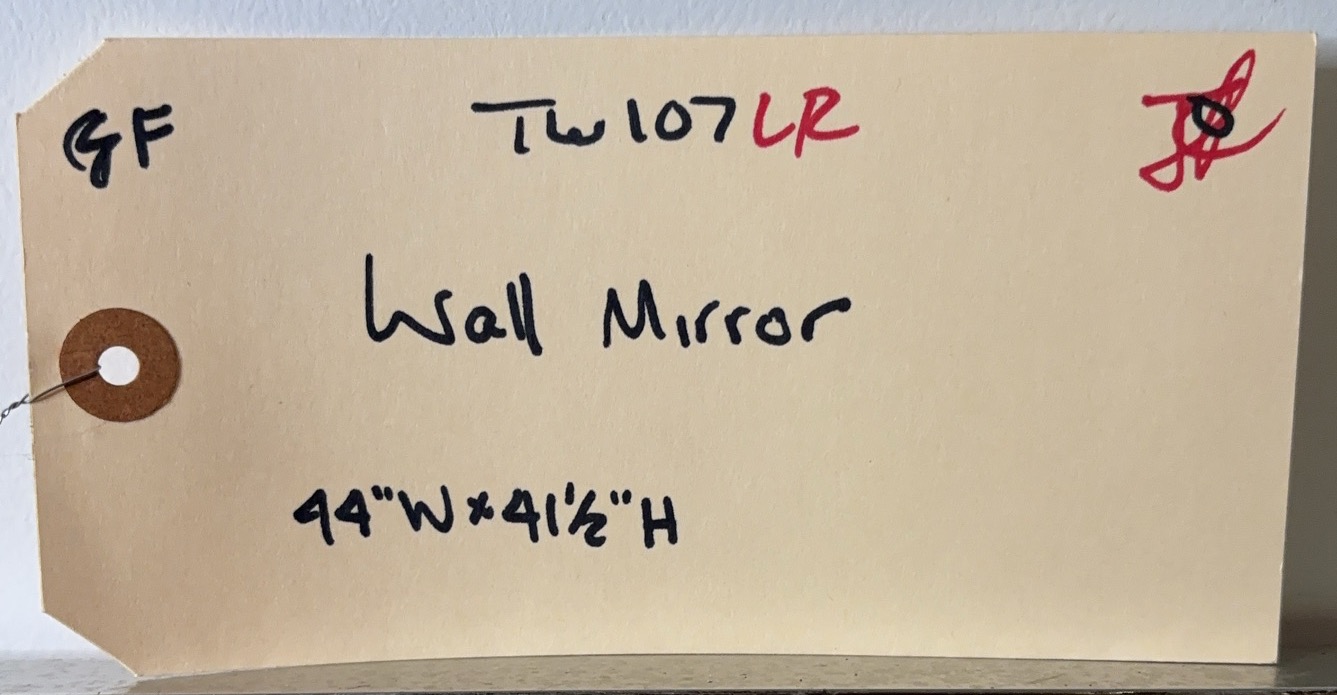 GF TW107LR
Wall Mirror
44"W x 41½"H